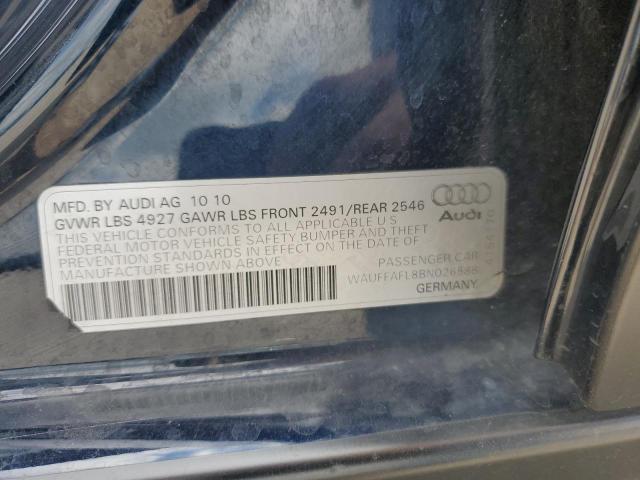 MFD. BY AUDI AG 10 10
GVWR LBS 4927 GAWR LBS FRONT 2491/REAR 2546
THIS VEHICLE CONFORMS TO ALL APPLICABLE U S
FEDERAL MOTOR VEHICLE SAFETY BUMPER AND THEFT
PREVENTION STANDARDS IN EFFECT ON THE DATE OF
MANUFACTURE SHOWN ABOVE
Audi
PASSENGER CAR
WAUFFAFL8BN026886
GERMANY